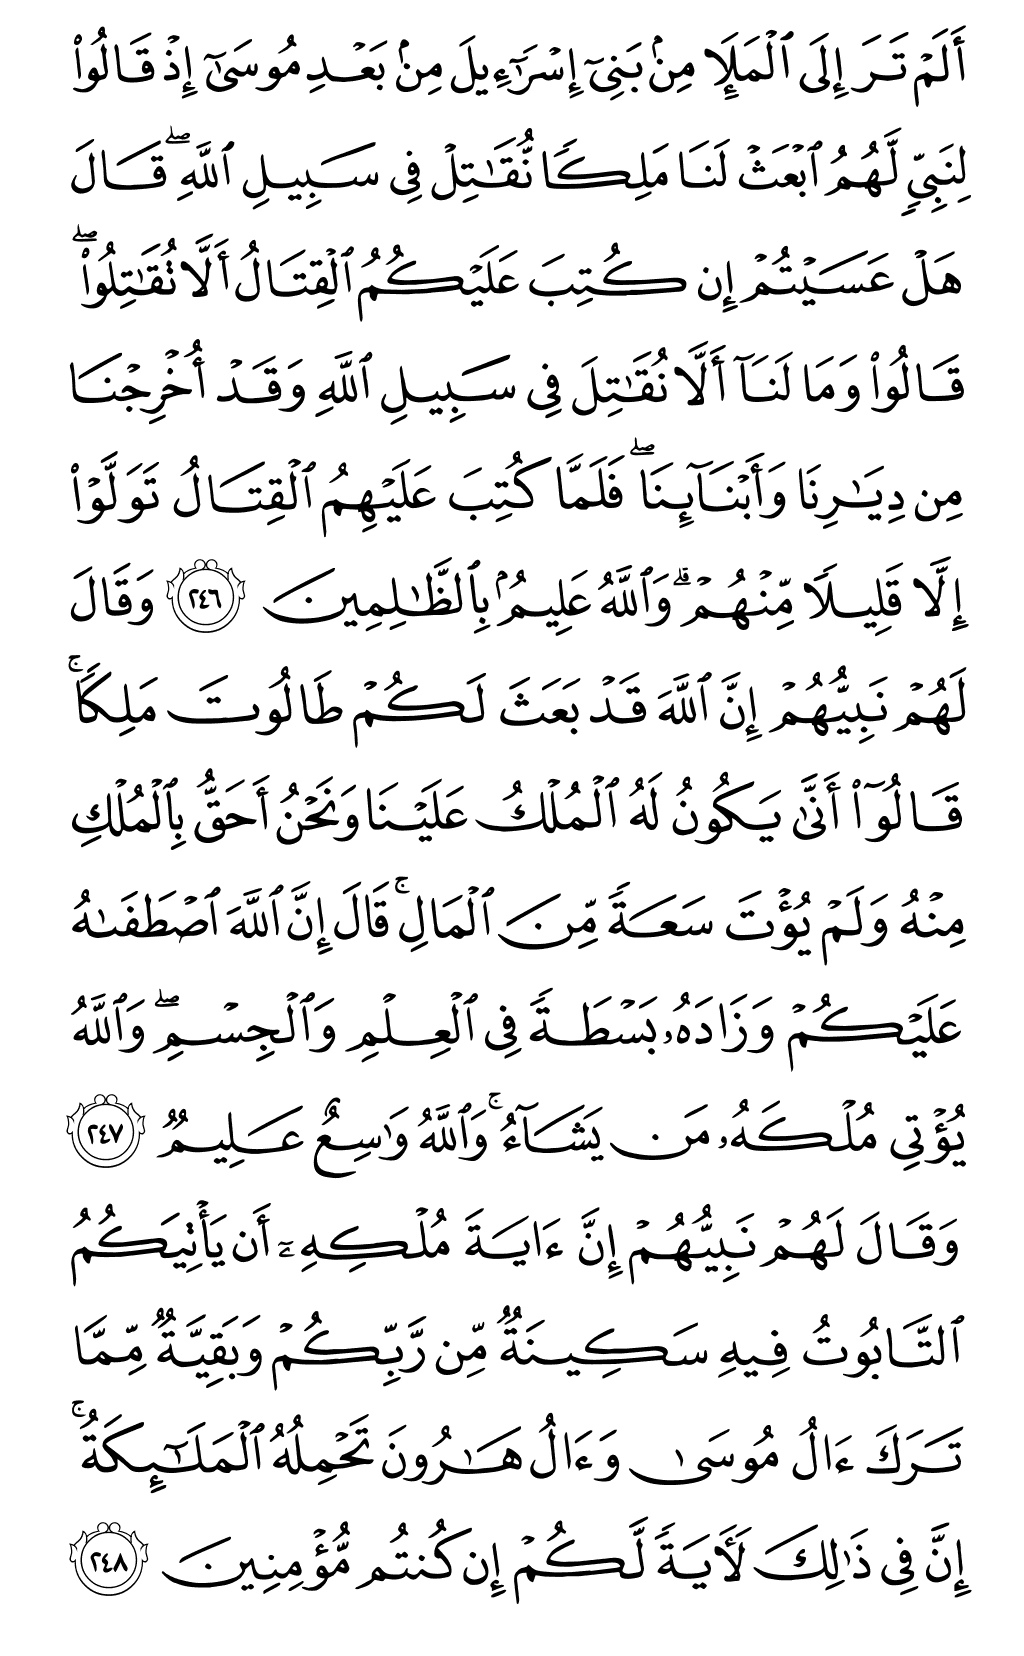 أَلَمۡ تَرَ إِلَى ٱلۡمَلَإِ مِنۢ بَنِيٓ إِسۡرَٰٓءِيلَ مِنۢ بَعۡدِ مُوسَىٰٓ إِذۡ قَالُواْ
لِنَبِيّٖ لَّهُمُ ٱبۡعَثۡ لَنَا مَلِكٗا نُّقَٰتِلۡ فِي سَبِيلِ ٱللَّهِۖ قَالَ
هَلۡ عَسَيۡتُمۡ إِن كُتِبَ عَلَيۡكُمُ ٱلۡقِتَالُ أَلَّا تُقَٰتِلُواْۖ
قَالُواْ وَمَا لَنَآ أَلَّا نُقَٰتِلَ فِي سَبِيلِ ٱللَّهِ وَقَدۡ أُخۡرِجۡنَا
مِن دِيَٰرِنَا وَأَبۡنَآئِنَاۖ فَلَمَّا كُتِبَ عَلَيۡهِمُ ٱلۡقِتَالُ تَوَلَّوۡاْ
إِلَّا قَلِيلٗا مِّنۡهُمۡۚ وَٱللَّهُ عَلِيمُۢ بِٱلظَّٰلِمِينَ ٢٤٦ وَقَالَ
لَهُمۡ نَبِيُّهُمۡ إِنَّ ٱللَّهَ قَدۡ بَعَثَ لَكُمۡ طَالُوتَ مَلِكٗاۚ
قَالُوٓاْ أَنَّىٰ يَكُونُ لَهُ ٱلۡمُلۡكُ عَلَيۡنَا وَنَحۡنُ أَحَقُّ بِٱلۡمُلۡكِ
مِنۡهُ وَلَمۡ يُؤۡتَ سَعَةٗ مِّنَ ٱلۡمَالِۚ قَالَ إِنَّ ٱللَّهَ ٱصۡطَفَىٰهُ
عَلَيۡكُمۡ وَزَادَهُۥ بَسۡطَةٗ فِي ٱلۡعِلۡمِ وَٱلۡجِسۡمِۖ وَٱللَّهُ
يُؤۡتِي مُلۡكَهُۥ مَن يَشَآءُۚ وَٱللَّهُ وَٰسِعٌ عَلِيمٞ ٢٤٧
وَقَالَ لَهُمۡ نَبِيُّهُمۡ إِنَّ ءَايَةَ مُلۡكِهِۦٓ أَن يَأۡتِيَكُمُ
ٱلتَّابُوتُ فِيهِ سَكِينَةٞ مِّن رَّبِّكُمۡ وَبَقِيَّةٞ مِّمَّا
تَرَكَ ءَالُ مُوسَىٰ وَءَالُ هَٰرُونَ تَحۡمِلُهُ ٱلۡمَلَٰٓئِكَةُۚ
إِنَّ فِي ذَٰلِكَ لَأٓيَةٗ لَّكُمۡ إِن كُنتُم مُّؤۡمِنِينَ ٢٤٨